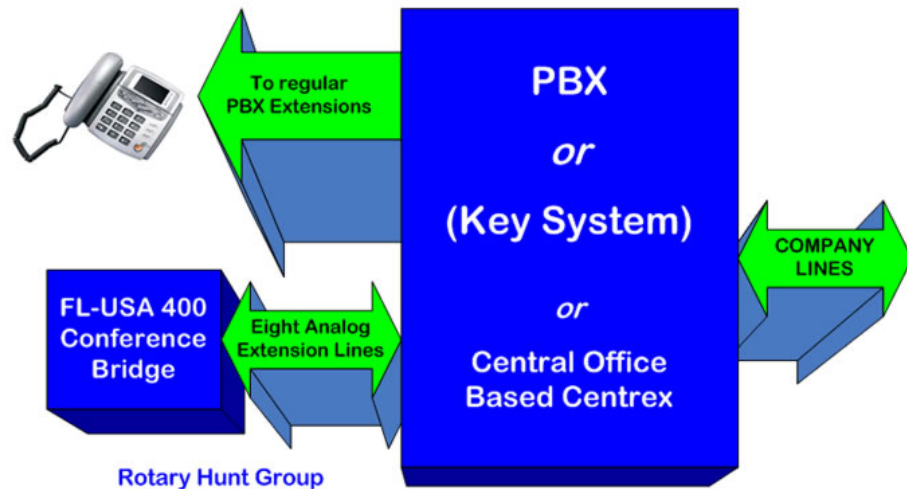 To regular
PBX Extensions
PBX
or
(Key System)
or
Central Office
Based Centrex
COMPANY
LINES
FL-USA 400
Conference
Bridge
Eight Analog
Extension Lines
Rotary Hunt Group